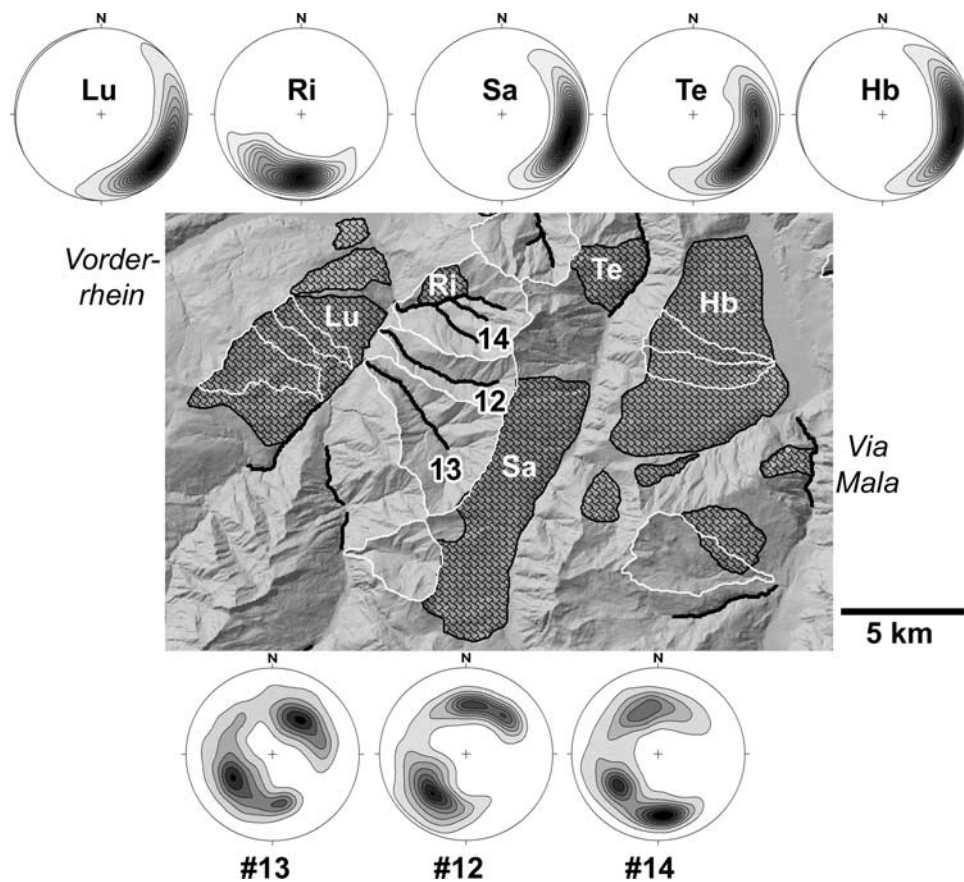 N N N N N
Lu Ri Sa Te Hb
Vorder-
rhein
Ri Te
Lu Hb
14
12
13 Sa
Via
Mala
5 km
N N N
#13 #12 #14